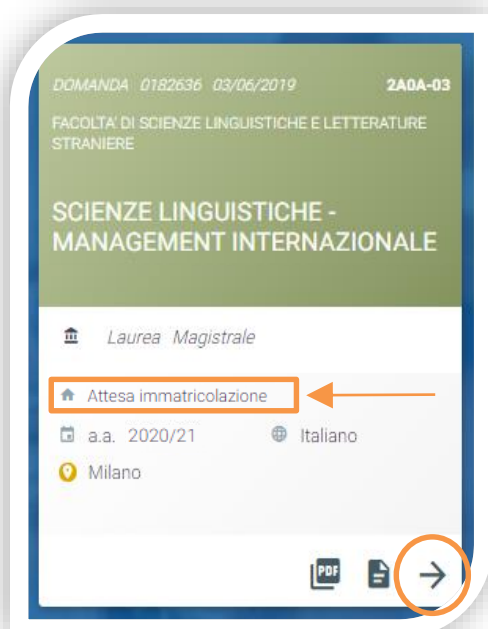 DOMANDA 0182636 03/06/2019 2A0A-03
FACOLTA' DI SCIENZE LINGUISTICHE E LETTERATURE
STRANIERE
SCIENZE LINGUISTICHE -
MANAGEMENT INTERNAZIONALE
Laurea Magistrale
Attesa immatricolazione
a.a. 2020/21 Italiano
Milano
PDF